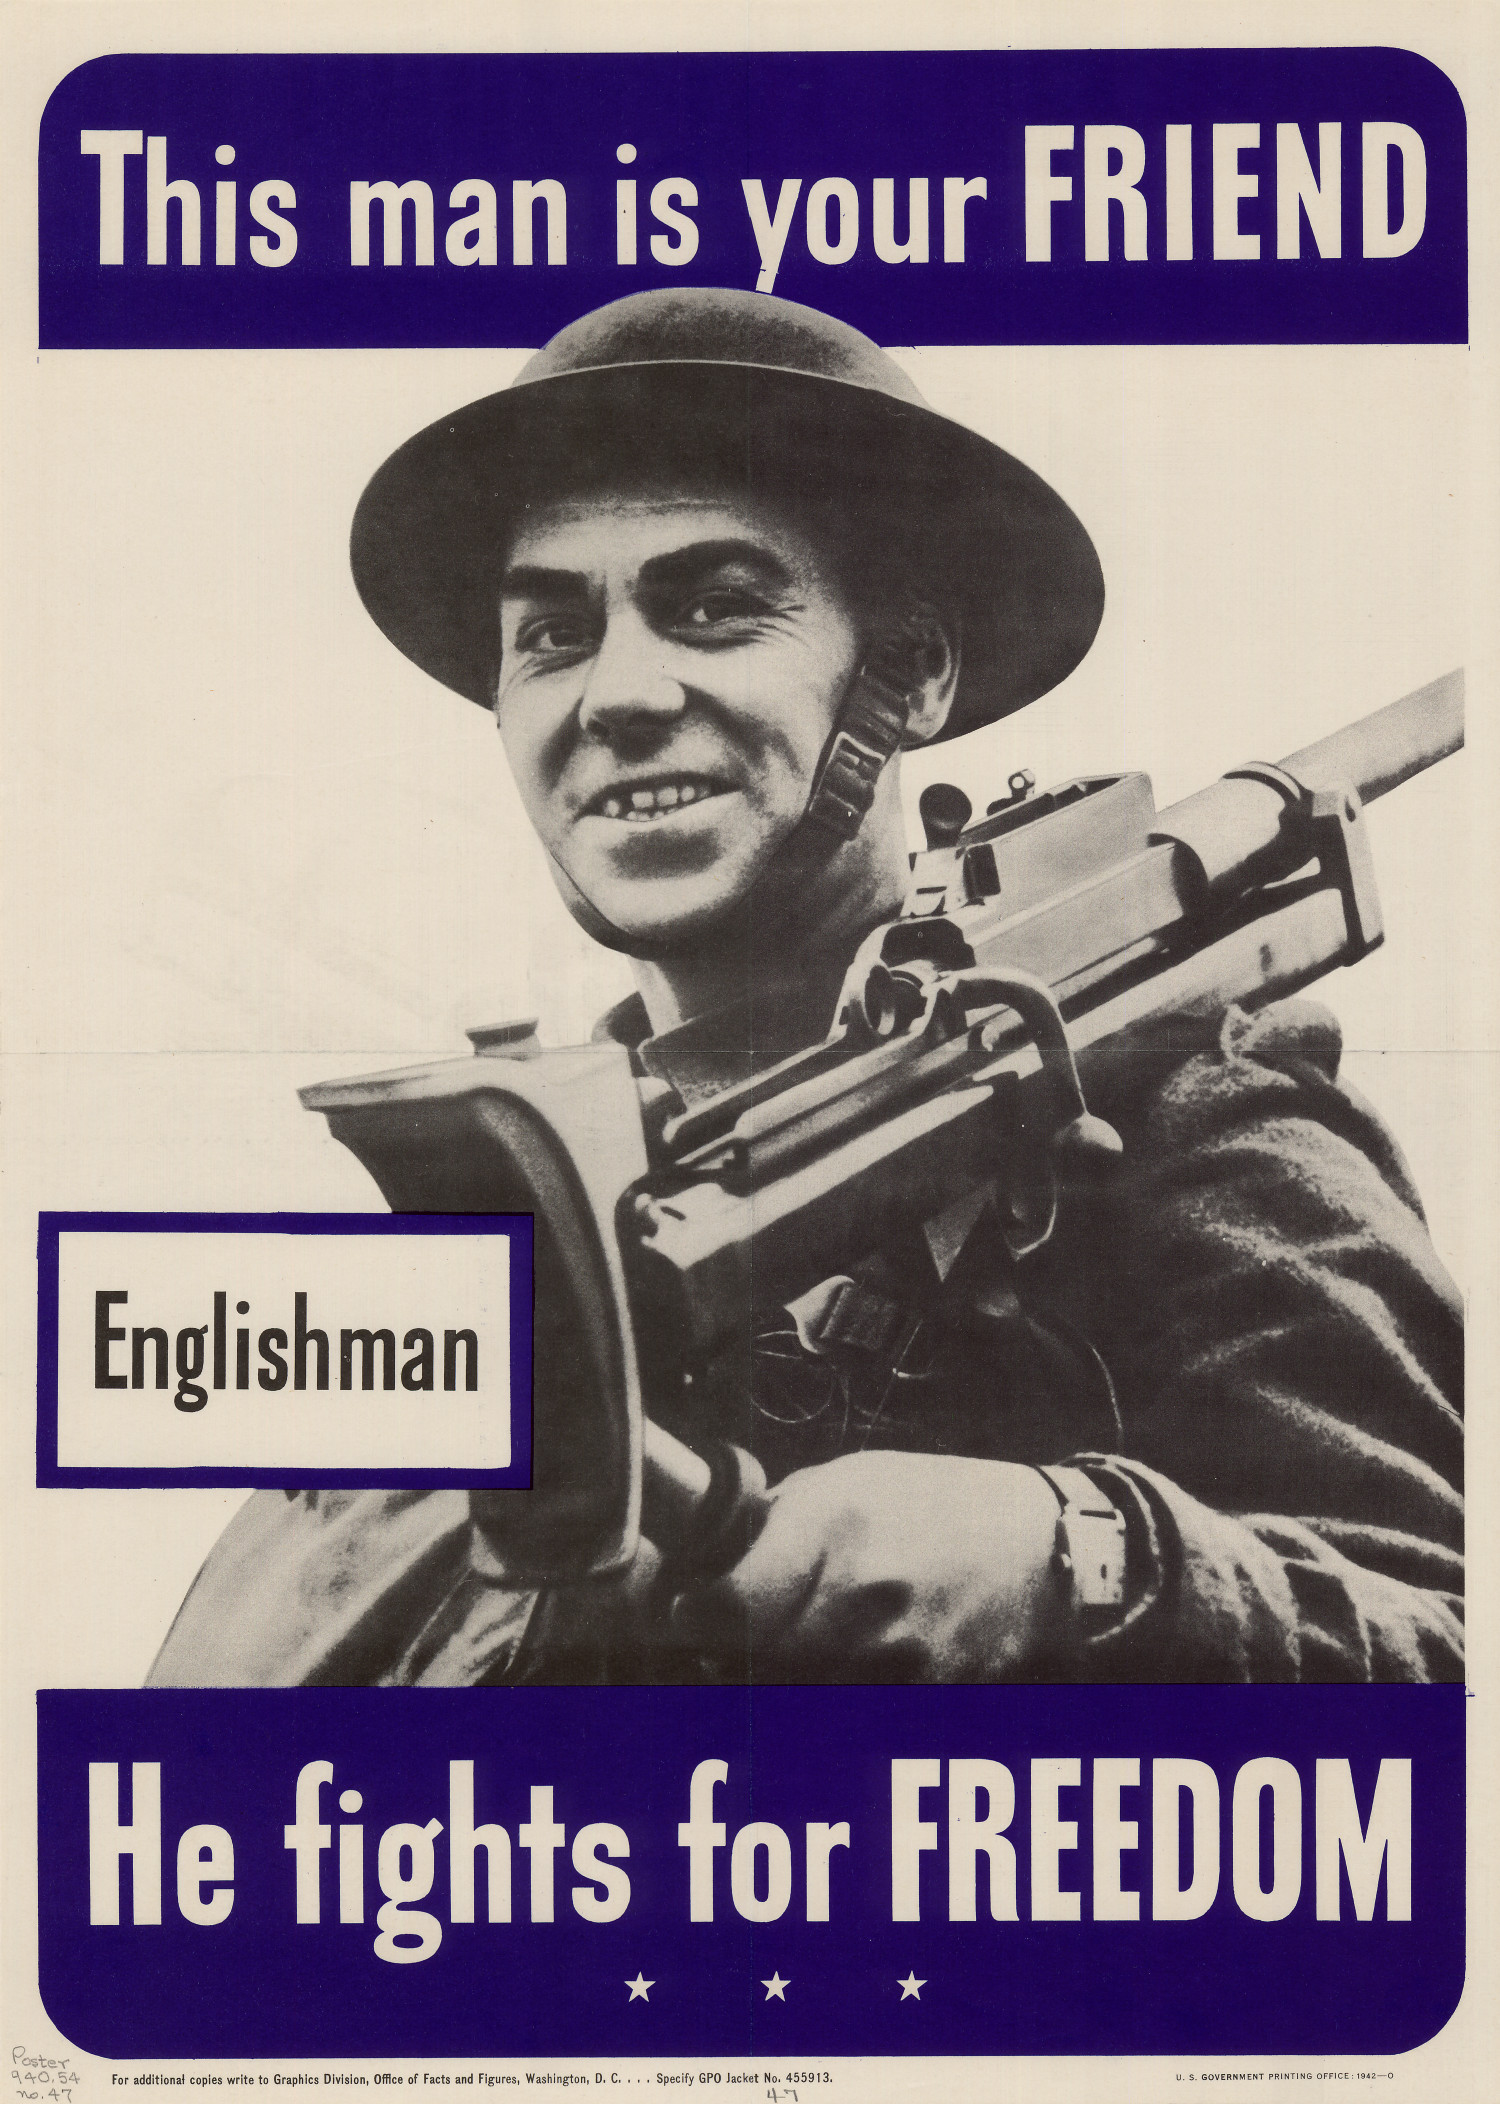 This man is your FRIEND
Englishman
He fights for FREEDOM
Poster
940.54
no. 47
For additional copies write to Graphics Division, Office of Facts and Figures, Washington, D. C. . . . Specify GPO Jacket No. 455913.
47
U. S. GOVERNMENT PRINTING OFFICE : 1942—O